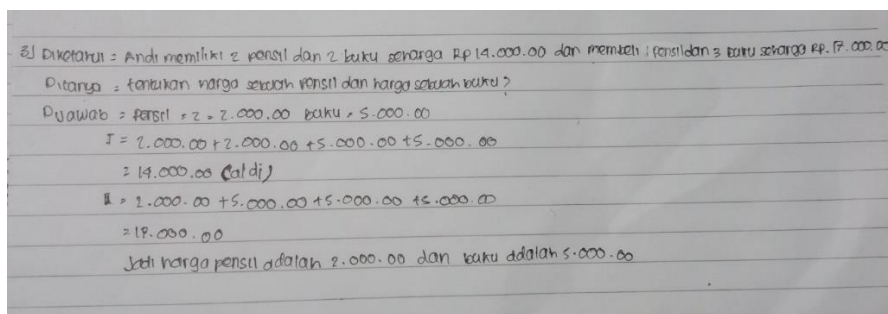 3) Diketahui = Andi memiliki 2 pensil dan 2 buku seharga Rp 14.000.00 dan membeli 1 pensil dan 3 buku seharga Rp. 17.000.00
Ditanya = tentukan harga sebuah pensil dan harga sebuah buku?
Dijawab = pensil = 2 = 2.000.00 buku = 5.000.00
I = 2.000.00 + 2.000.00 + 5.000.00 + 5.000.00
= 14.000.00 (aldi)
II = 2.000.00 + 5.000.00 + 5.000.00 + 5.000.00
= 17.000.00
Jadi harga pensil adalah 2.000.00 dan buku adalah 5.000.00